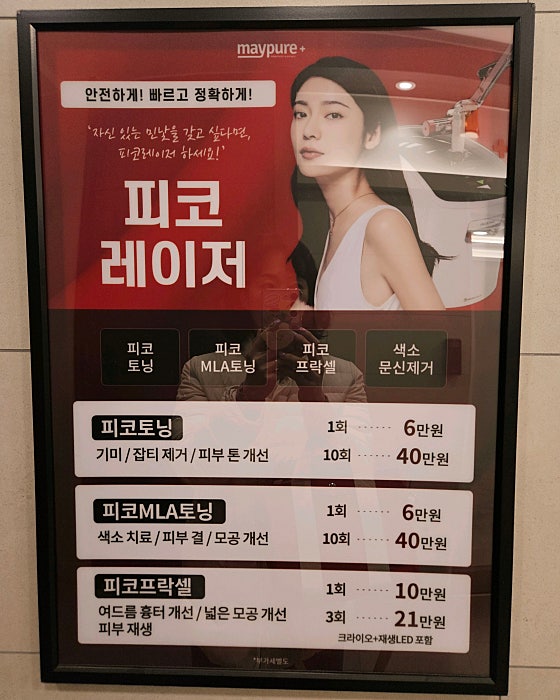 maypure+
안전하게! 빠르고 정확하게!
'자신 있는 민낯을 갖고 싶다면,
피코레이저 하세요!'
피코
레이저
피코
토닝
피코
MLA토닝
피코
프락셀
색소
문신제거
피코토닝
기미 / 잡티 제거 / 피부 톤 개선
1회 ······ 6만원
10회 ······ 40만원
피코MLA토닝
색소 치료 / 피부 결 / 모공 개선
1회 ······ 6만원
10회 ······ 40만원
피코프락셀
여드름 흉터 개선 / 넓은 모공 개선
피부 재생
1회 ······ 10만원
3회 ······ 21만원
크라이오+재생LED 포함
*부가세별도